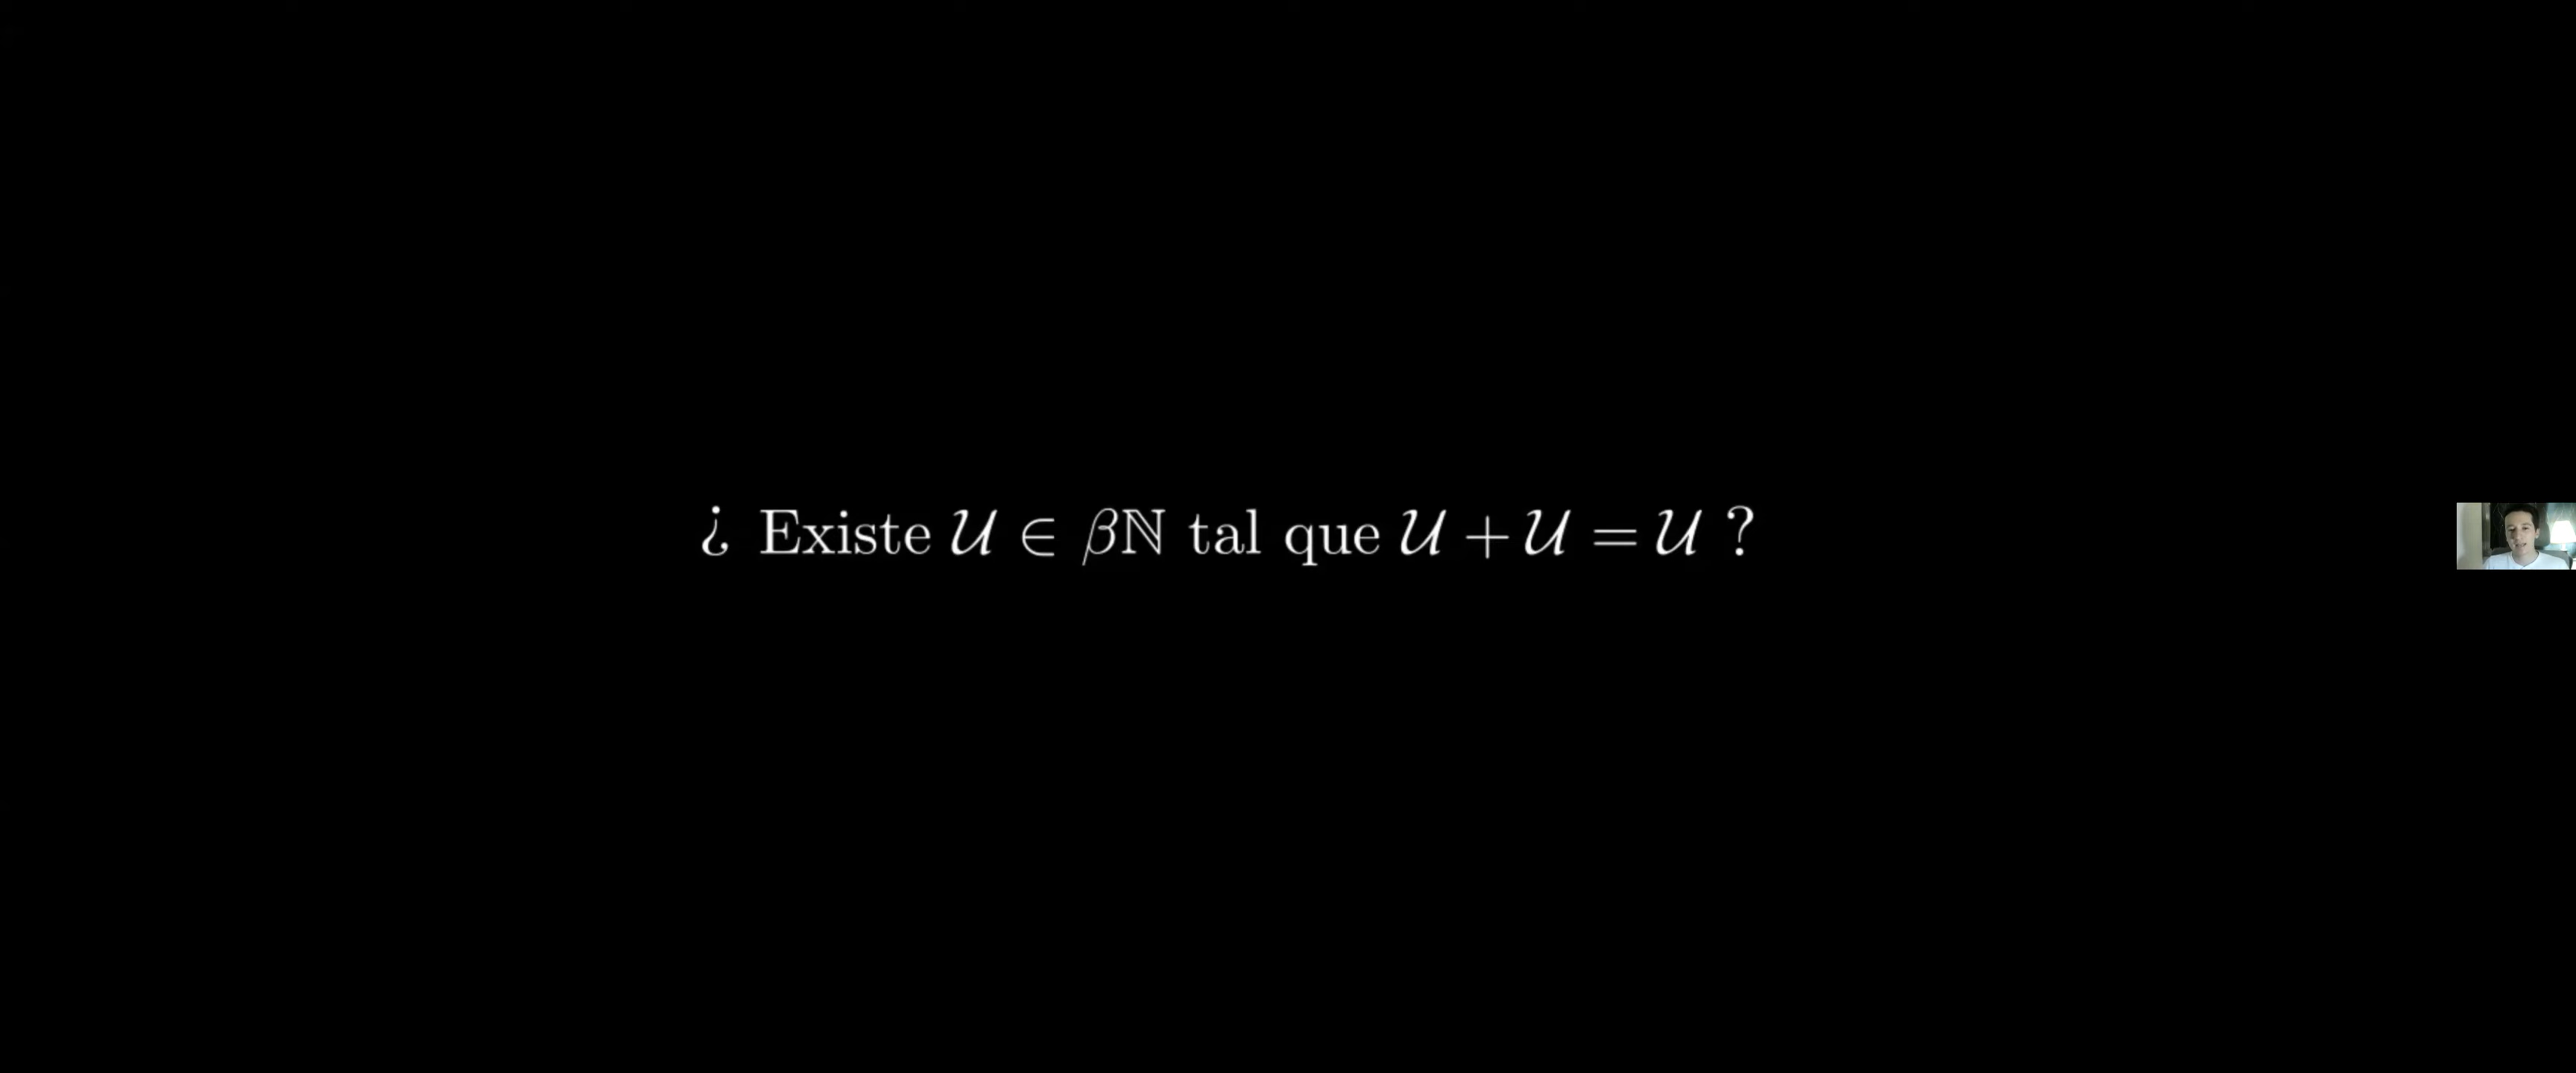 ¿ Existe 𝒰 ∈ βℕ tal que 𝒰 + 𝒰 = 𝒰 ?